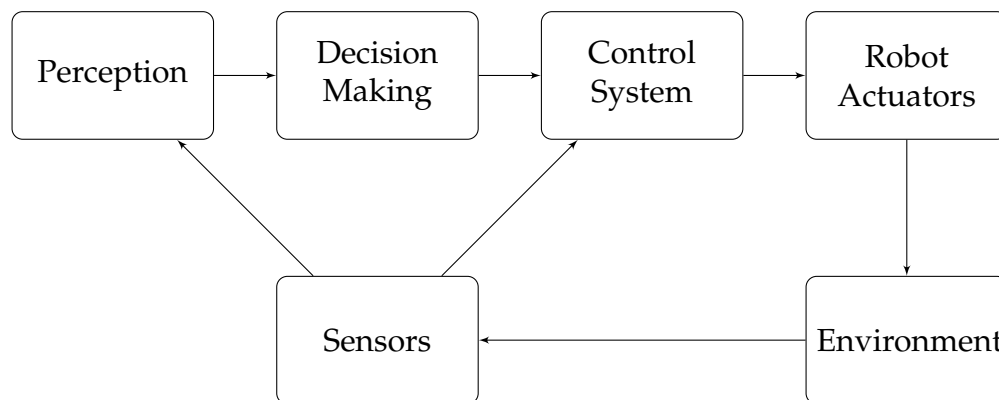 Perception
Decision
Making
Control
System
Robot
Actuators
Sensors
Environment